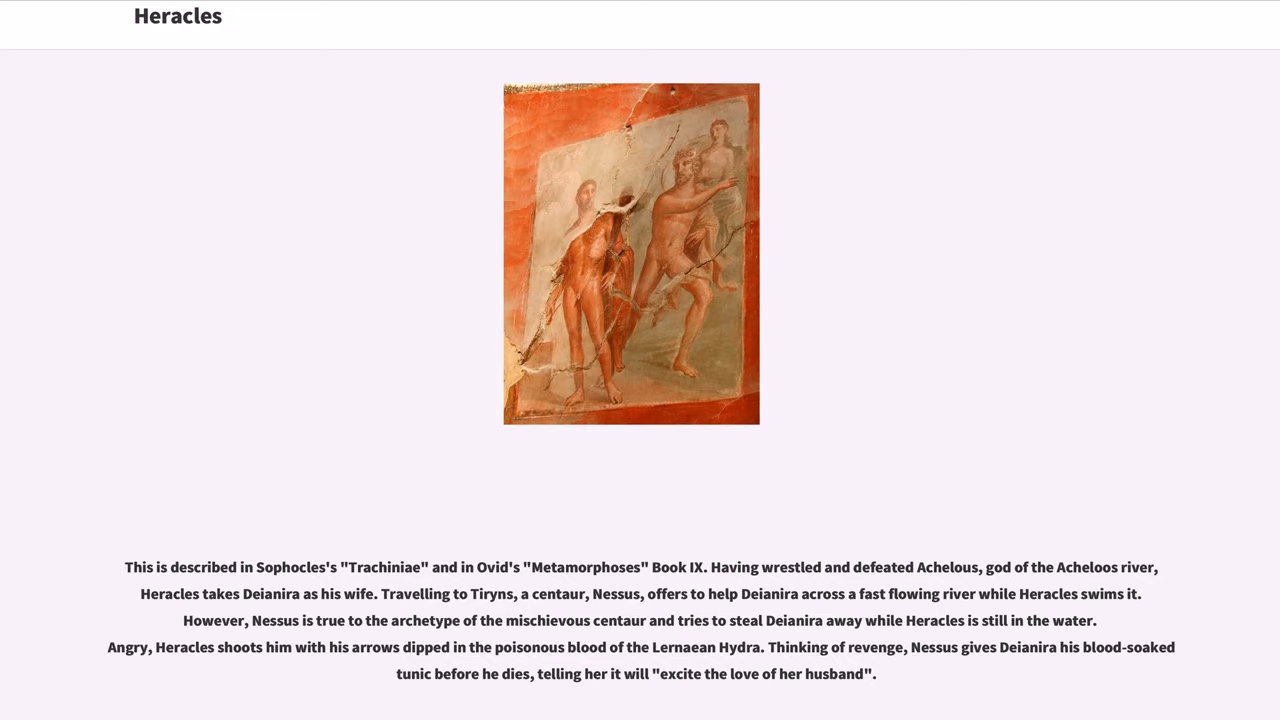 Heracles
This is described in Sophocles's "Trachiniae" and in Ovid's "Metamorphoses" Book IX. Having wrestled and defeated Achelous, god of the Acheloos river,
Heracles takes Deianira as his wife. Travelling to Tiryns, a centaur, Nessus, offers to help Deianira across a fast flowing river while Heracles swims it.
However, Nessus is true to the archetype of the mischievous centaur and tries to steal Deianira away while Heracles is still in the water.
Angry, Heracles shoots him with his arrows dipped in the poisonous blood of the Lernaean Hydra. Thinking of revenge, Nessus gives Deianira his blood-soaked
tunic before he dies, telling her it will "excite the love of her husband".